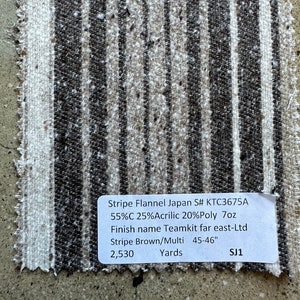 Stripe Flannel Japan S# KTC3675A
55%C 25%Acrilic 20%Poly 7oz
Finish name Teamkit far east-Ltd
Stripe Brown/Multi 45-46"
2,530 Yards SJ1